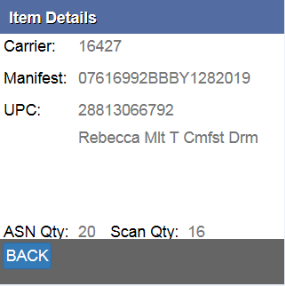 Item Details
Carrier: 16427
Manifest: 07616992BBBY1282019
UPC: 28813066792
Rebecca Mlt T Cmfst Drm
ASN Qty: 20 Scan Qty: 16
BACK